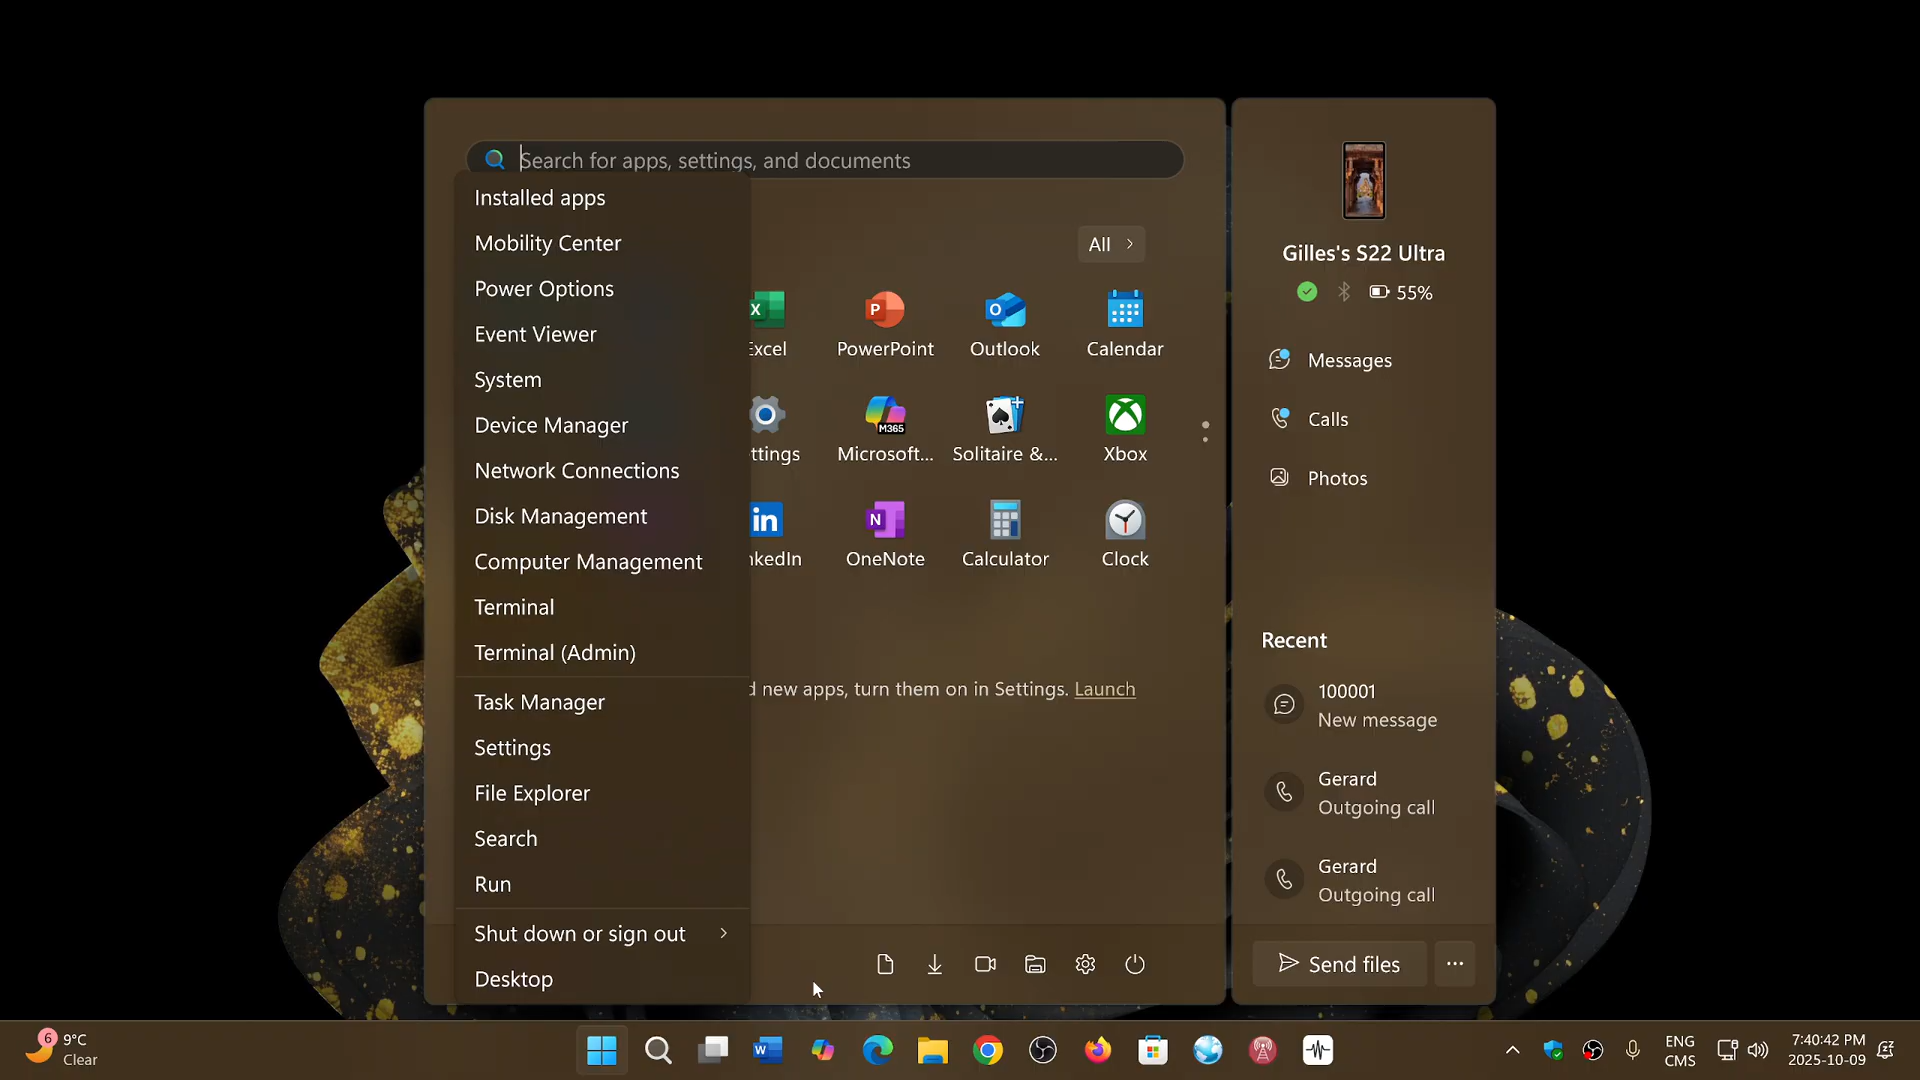 Search for apps, settings, and documents
Installed apps
Mobility Center
Power Options
Event Viewer
System
Device Manager
Network Connections
Disk Management
Computer Management
Terminal
Terminal (Admin)
Task Manager
Settings
File Explorer
Search
Run
Shut down or sign out
Desktop
All
X
P
O
Excel
PowerPoint
Outlook
Calendar
M365
ttings
Microsoft...
Solitaire &...
Xbox
in
N
nkedIn
OneNote
Calculator
Clock
d new apps, turn them on in Settings. Launch
Gilles's S22 Ultra
55%
Messages
Calls
Photos
Recent
100001
New message
Gerard
Outgoing call
Gerard
Outgoing call
Send files
6
9°C
Clear
W
ENG
CMS
7:40:42 PM
2025-10-09